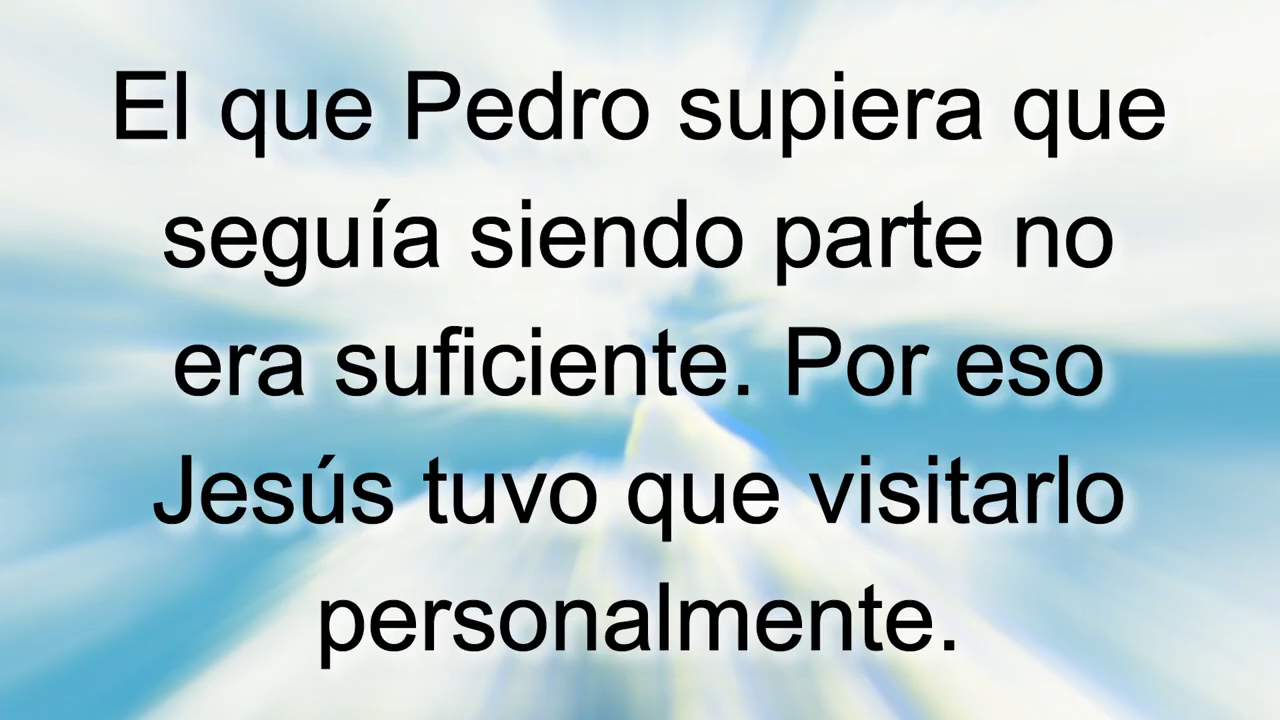 El que Pedro supiera que
seguía siendo parte no
era suficiente. Por eso
Jesús tuvo que visitarlo
personalmente.